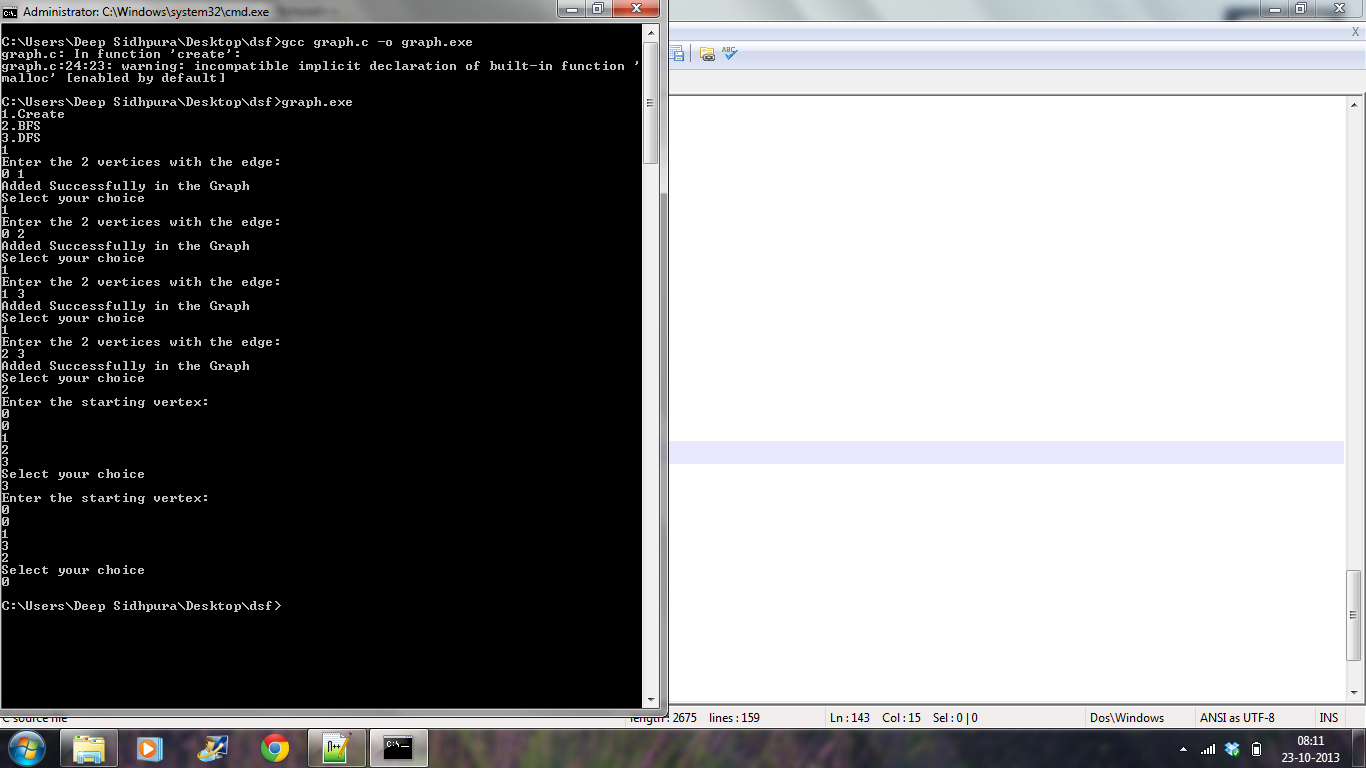 Administrator: C:\Windows\system32\cmd.exe
C:\Users\Deep Sidhpura\Desktop\dsf>gcc graph.c -o graph.exe
graph.c: In function 'create':
graph.c:24:23: warning: incompatible implicit declaration of built-in function '
malloc' [enabled by default]
C:\Users\Deep Sidhpura\Desktop\dsf>graph.exe
1.Create
2.BFS
3.DFS
1
Enter the 2 vertices with the edge:
0 1
Added Successfully in the Graph
Select your choice
1
Enter the 2 vertices with the edge:
0 2
Added Successfully in the Graph
Select your choice
1
Enter the 2 vertices with the edge:
1 3
Added Successfully in the Graph
Select your choice
1
Enter the 2 vertices with the edge:
2 3
Added Successfully in the Graph
Select your choice
2
Enter the starting vertex:
0
0
1
2
3
Select your choice
3
Enter the starting vertex:
0
0
1
3
2
Select your choice
0
C:\Users\Deep Sidhpura\Desktop\dsf>
ABC
X
C source file length : 2675 lines : 159 Ln : 143 Col : 15 Sel : 0 | 0 Dos\Windows ANSI as UTF-8 INS
08:11
23-10-2013